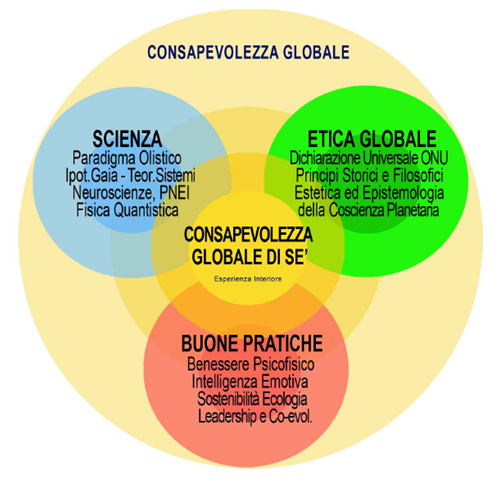 CONSAPEVOLEZZA GLOBALE
SCIENZA
Paradigma Olistico
Ipot.Gaia - Teor.Sistemi
Neuroscienze, PNEI
Fisica Quantistica
ETICA GLOBALE
Dichiarazione Universale ONU
Principi Storici e Filosofici
Estetica ed Epistemologia
della Coscienza Planetaria
CONSAPEVOLEZZA
GLOBALE DI SE'
Esperienza Interiore
BUONE PRATICHE
Benessere Psicofisico
Intelligenza Emotiva
Sostenibilità Ecologia
Leadership e Co-evol.